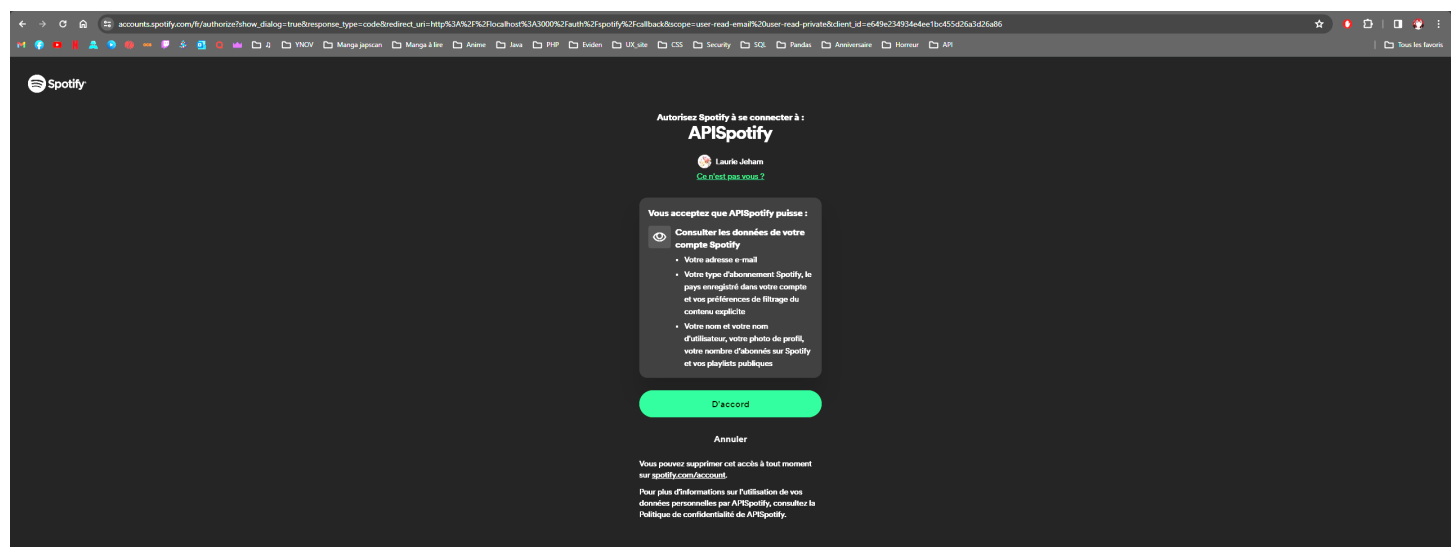 accounts.spotify.com/fr/authorize?show_dialog=true&response_type=code&redirect_uri=http%3A%2F%2Flocalhost%3A3000%2Fauth%2Fspotify%2Fcallback&scope=user-read-email%20user-read-private&client_id=e649e234934e4ee1bc455d26a3d26a86
YNOV Manga japscan Manga à lire Anime Java PHP Eviden UX_site CSS Security SQL Pandas Anniversaire Horreur API Tous les favoris
Spotify
Autorisez Spotify à se connecter à :
APISpotify
Laurie Jeham
Ce n'est pas vous ?
Vous acceptez que APISpotify puisse :
Consulter les données de votre
compte Spotify
• Votre adresse e-mail
• Votre type d'abonnement Spotify, le
pays enregistré dans votre compte
et vos préférences de filtrage du
contenu explicite
• Votre nom et votre nom
d'utilisateur, votre photo de profil,
votre nombre d'abonnés sur Spotify
et vos playlists publiques
D'accord
Annuler
Vous pouvez supprimer cet accès à tout moment
sur spotify.com/account.
Pour plus d'informations sur l'utilisation de vos
données personnelles par APISpotify, consultez la
Politique de confidentialité de APISpotify.